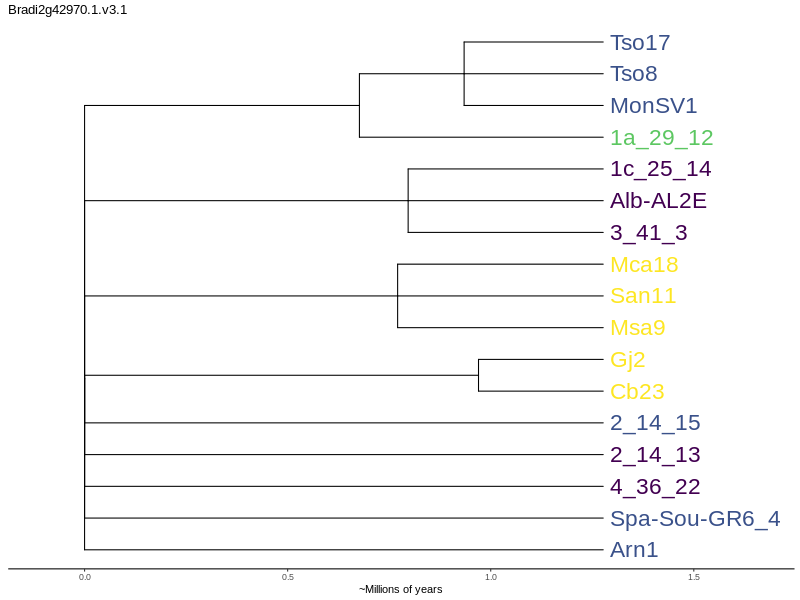 Bradi2g42970.1.v3.1
Tso17
Tso8
MonSV1
1a_29_12
1c_25_14
Alb-AL2E
3_41_3
Mca18
San11
Msa9
Gj2
Cb23
2_14_15
2_14_13
4_36_22
Spa-Sou-GR6_4
Arn1
0.0 0.5 1.0 1.5
~Millions of years